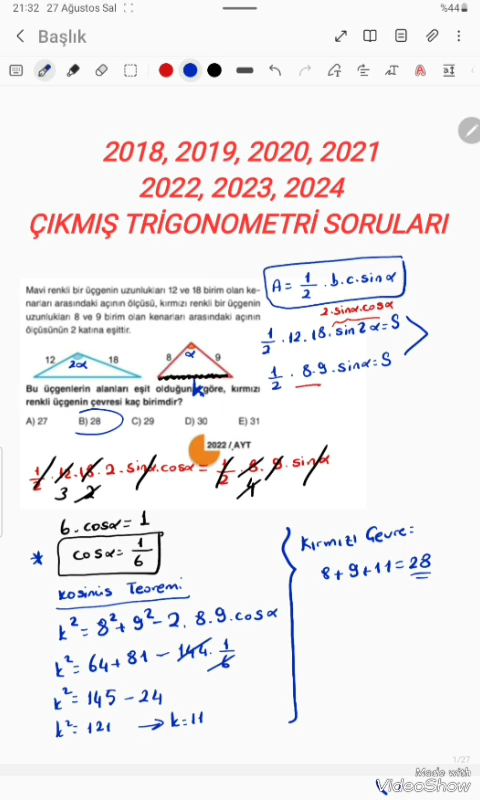 21:32 27 Ağustos Sal
%44
Başlık
2018, 2019, 2020, 2021
2022, 2023, 2024
ÇIKMIŞ TRİGONOMETRİ SORULARI
Mavi renkli bir üçgenin uzunlukları 12 ve 18 birim olan ke-
narları arasındaki açının ölçüsü, kırmızı renkli bir üçgenin
uzunlukları 8 ve 9 birim olan kenarları arasındaki açının
ölçüsünün 2 katına eşittir.
A = 1/2 . b.c.sinα
2.sinα.cosα
1/2 . 12.18.sin2α = S
1/2 . 8.9.sinα = S
12 2α 18
8 α 9
k
Bu üçgenlerin alanları eşit olduğuna göre, kırmızı
renkli üçgenin çevresi kaç birimdir?
A) 27 B) 28 C) 29 D) 30 E) 31
2022 / AYT
1/2 . 12.18. 2. sinα.cosα = 1/2 . 8. 9. sinα
3 2 4
6.cosα = 1
* cosα = 1/6
Kosinüs Teoremi
k² = 8² + 9² - 2. 8.9.cosα
k² = 64 + 81 - 144 . 1/6
k² = 145 - 24
k² = 121 → k = 11
Kırmızı Çevre:
8 + 9 + 11 = 28
1/27
Made with
VideoShow